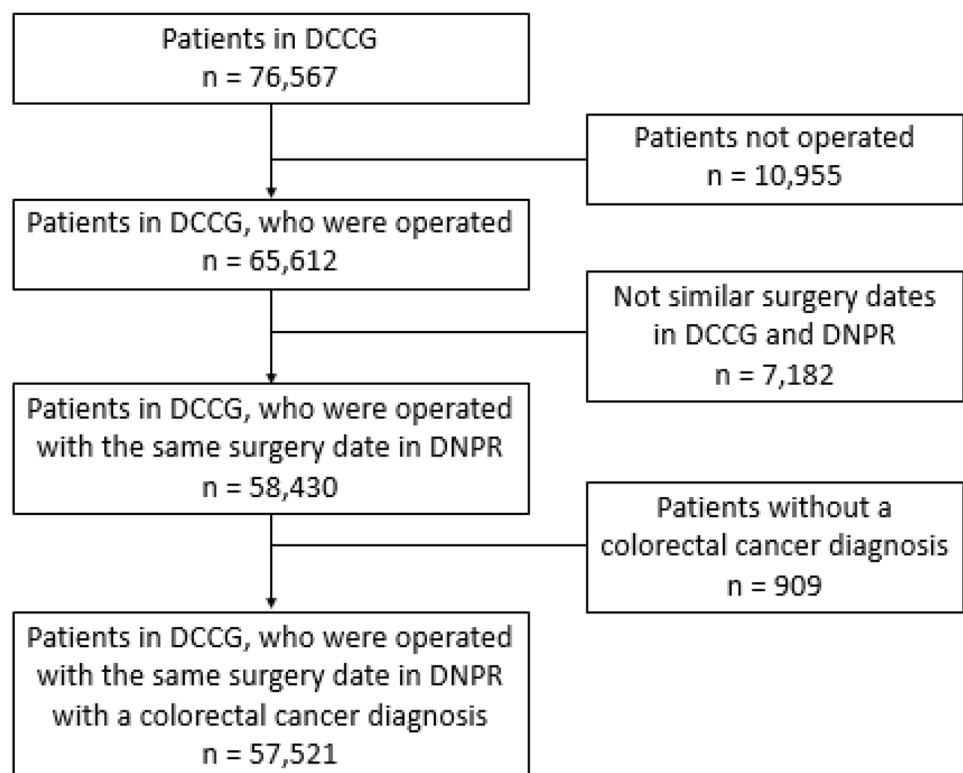 Patients in DCCG
n = 76,567
Patients not operated
n = 10,955
Patients in DCCG, who were operated
n = 65,612
Not similar surgery dates
in DCCG and DNPR
n = 7,182
Patients in DCCG, who were operated
with the same surgery date in DNPR
n = 58,430
Patients without a
colorectal cancer diagnosis
n = 909
Patients in DCCG, who were operated
with the same surgery date in DNPR
with a colorectal cancer diagnosis
n = 57,521